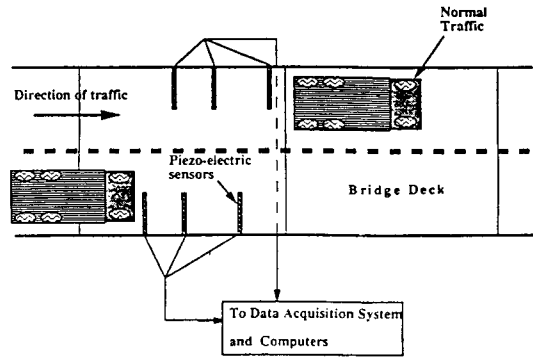 Normal
Traffic
Direction of traffic
Piezo-electric
sensors
Bridge Deck
To Data Acquisition System
and Computers